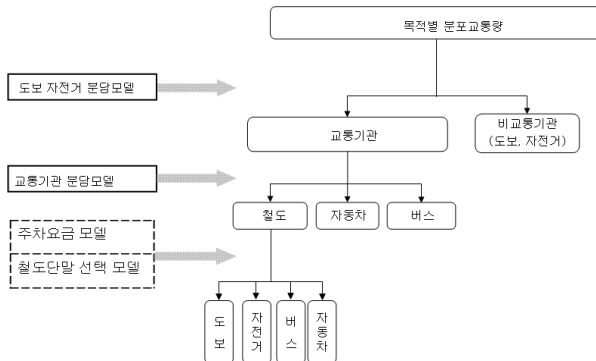 목적별 분포교통량
도보 자전거 분담모델
교통기관
비교통기관
(도보, 자전거)
교통기관 분담모델
철도
자동차
버스
주차요금 모델
철도단말 선택 모델
도보
자전거
버스
자동차